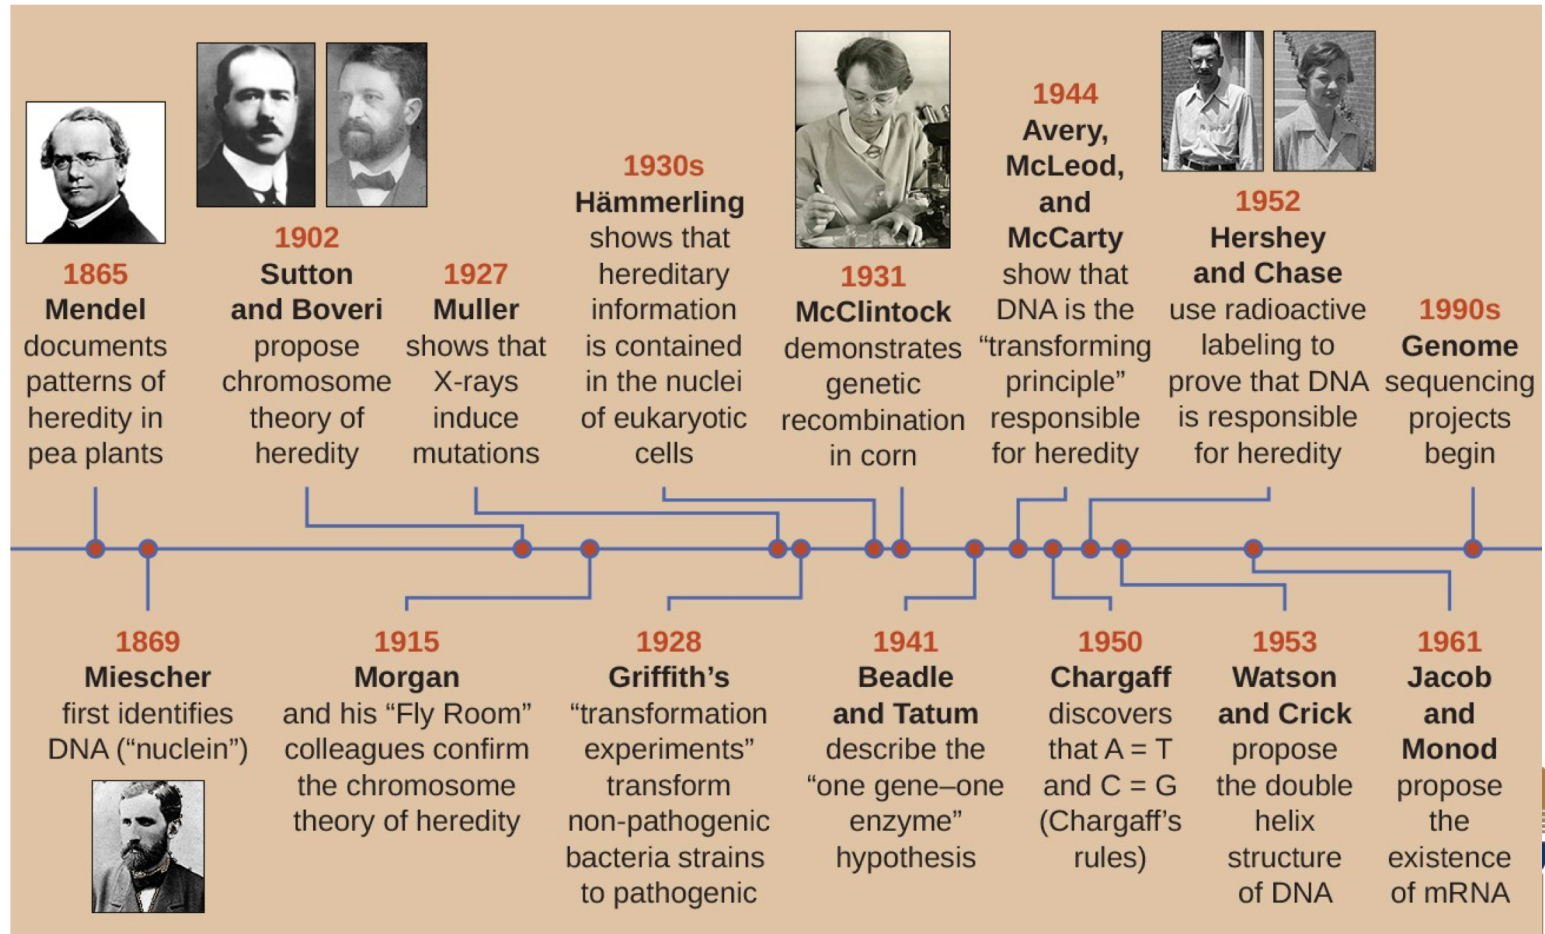 1865
Mendel
documents
patterns of
heredity in
pea plants
1902
Sutton
and Boveri
propose
chromosome
theory of
heredity
1927
Muller
shows that
X-rays
induce
mutations
1930s
Hämmerling
shows that
hereditary
information
is contained
in the nuclei
of eukaryotic
cells
1931
McClintock
demonstrates
genetic
recombination
in corn
1944
Avery,
McLeod,
and
McCarty
show that
DNA is the
“transforming
principle”
responsible
for heredity
1952
Hershey
and Chase
use radioactive
labeling to
prove that DNA
is responsible
for heredity
1990s
Genome
sequencing
projects
begin
1869
Miescher
first identifies
DNA (“nuclein”)
1915
Morgan
and his “Fly Room”
colleagues confirm
the chromosome
theory of heredity
1928
Griffith’s
“transformation
experiments”
transform
non-pathogenic
bacteria strains
to pathogenic
1941
Beadle
and Tatum
describe the
“one gene–one
enzyme”
hypothesis
1950
Chargaff
discovers
that A = T
and C = G
(Chargaff’s
rules)
1953
Watson
and Crick
propose
the double
helix
structure
of DNA
1961
Jacob
and
Monod
propose
the
existence
of mRNA